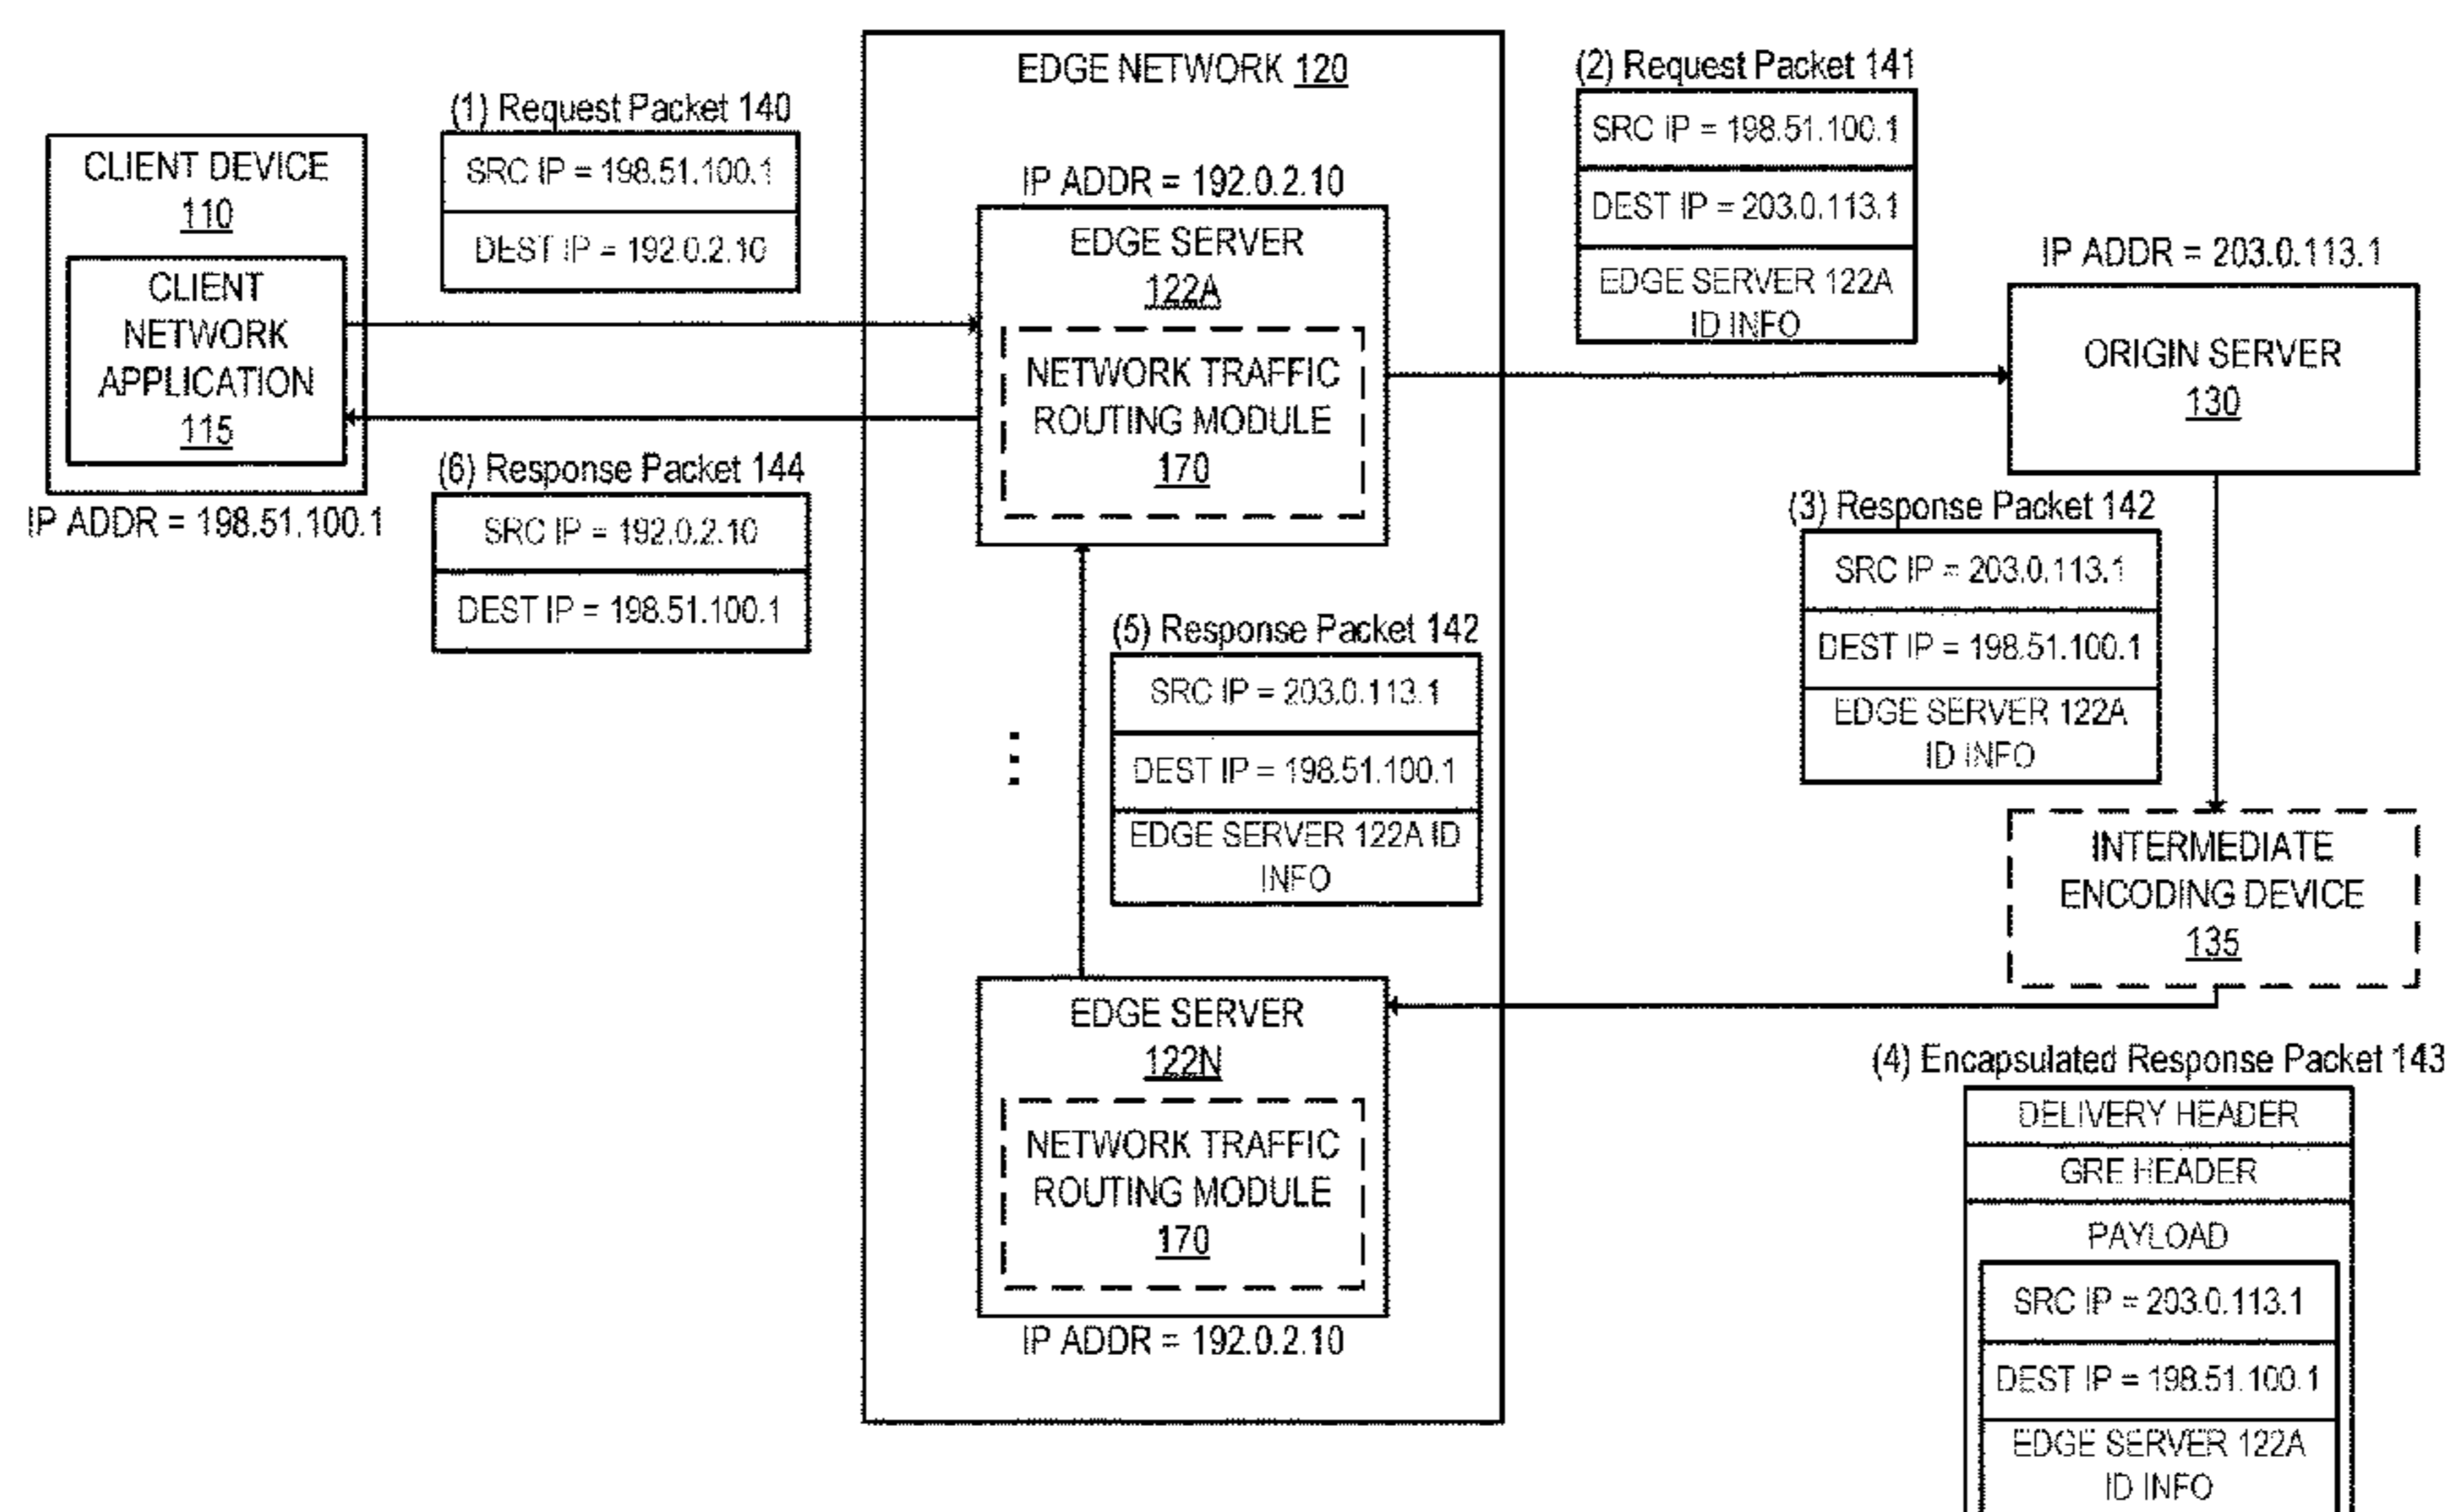 EDGE NETWORK 120
(1) Request Packet 140
SRC IP = 198.51.100.1
DEST IP = 192.0.2.10
CLIENT DEVICE
110
CLIENT
NETWORK
APPLICATION
115
IP ADDR = 198.51.100.1
(6) Response Packet 144
SRC IP = 192.0.2.10
DEST IP = 198.51.100.1
IP ADDR = 192.0.2.10
EDGE SERVER
122A
NETWORK TRAFFIC
ROUTING MODULE
170
(2) Request Packet 141
SRC IP = 198.51.100.1
DEST IP = 203.0.113.1
EDGE SERVER 122A
ID INFO
IP ADDR = 203.0.113.1
ORIGIN SERVER
130
(3) Response Packet 142
SRC IP = 203.0.113.1
DEST IP = 198.51.100.1
EDGE SERVER 122A
ID INFO
(5) Response Packet 142
SRC IP = 203.0.113.1
DEST IP = 198.51.100.1
EDGE SERVER 122A ID
INFO
INTERMEDIATE
ENCODING DEVICE
135
EDGE SERVER
122N
NETWORK TRAFFIC
ROUTING MODULE
170
IP ADDR = 192.0.2.10
(4) Encapsulated Response Packet 143
DELIVERY HEADER
GRE HEADER
PAYLOAD
SRC IP = 203.0.113.1
DEST IP = 198.51.100.1
EDGE SERVER 122A
ID INFO